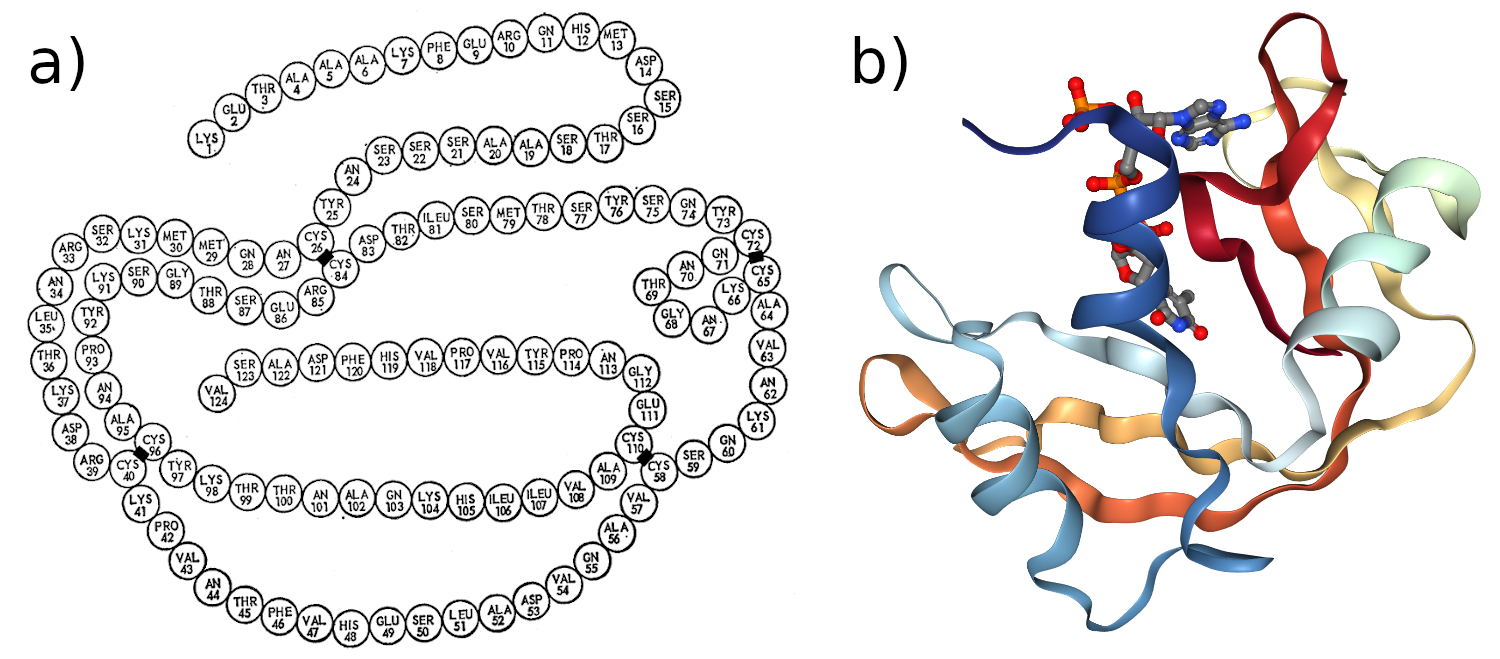 a)
b)
LYS 1
GLU 2
THR 3
ALA 4
ALA 5
ALA 6
LYS 7
PHE 8
GLU 9
ARG 10
GN 11
HIS 12
MET 13
ASP 14
SER 15
SER 16
THR 17
SER 18
ALA 19
ALA 20
SER 21
SER 22
SER 23
AN 24
TYR 25
CYS 26
AN 27
GN 28
MET 29
MET 30
LYS 31
SER 32
ARG 33
AN 34
LEU 35
THR 36
LYS 37
ASP 38
ARG 39
CYS 40
LYS 41
PRO 42
VAL 43
AN 44
THR 45
PHE 46
VAL 47
HIS 48
GLU 49
SER 50
LEU 51
ALA 52
ASP 53
VAL 54
GN 55
ALA 56
VAL 57
CYS 58
SER 59
GN 60
LYS 61
AN 62
VAL 63
ALA 64
CYS 65
LYS 66
AN 67
GLY 68
THR 69
AN 70
GN 71
CYS 72
TYR 73
GN 74
SER 75
TYR 76
SER 77
THR 78
MET 79
SER 80
ILEU 81
THR 82
ASP 83
CYS 84
ARG 85
GLU 86
SER 87
THR 88
GLY 89
SER 90
LYS 91
TYR 92
PRO 93
AN 94
ALA 95
CYS 96
TYR 97
LYS 98
THR 99
THR 100
AN 101
ALA 102
GN 103
LYS 104
HIS 105
ILEU 106
ILEU 107
VAL 108
ALA 109
CYS 110
GLU 111
GLY 112
AN 113
PRO 114
TYR 115
VAL 116
PRO 117
VAL 118
HIS 119
PHE 120
ASP 121
ALA 122
SER 123
VAL 124